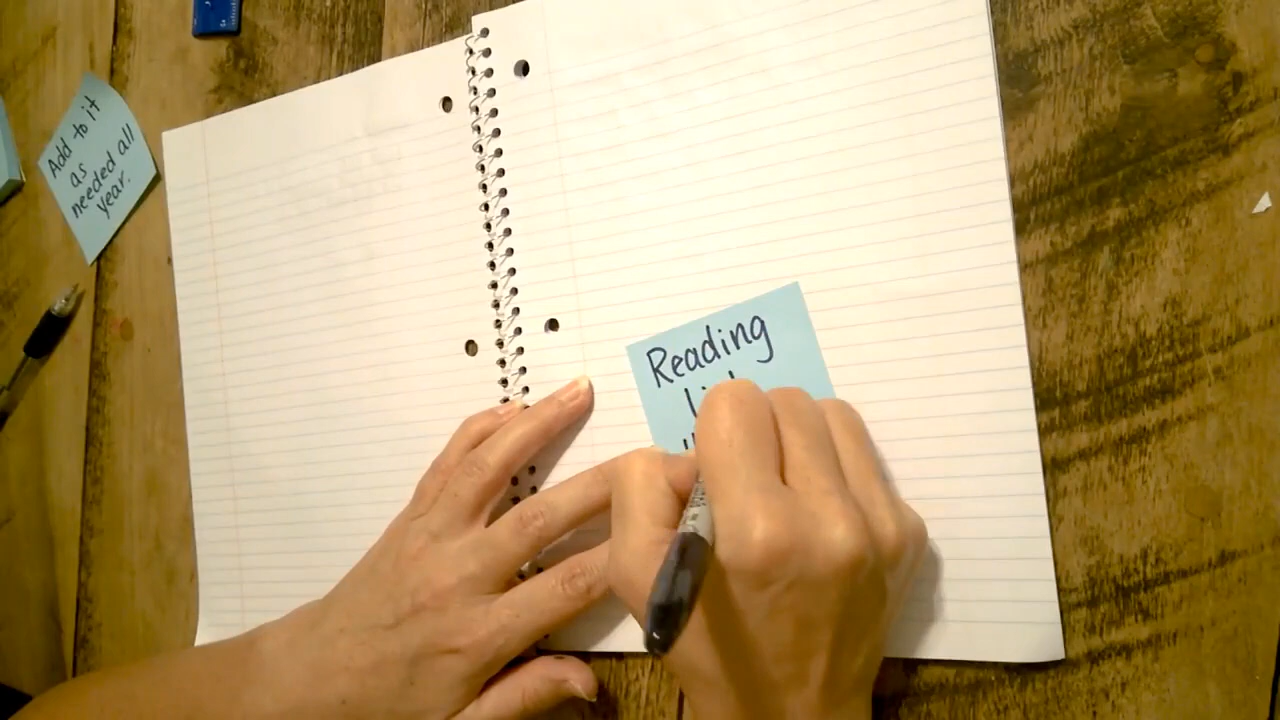 Add to it
as
needed all
year.
Reading